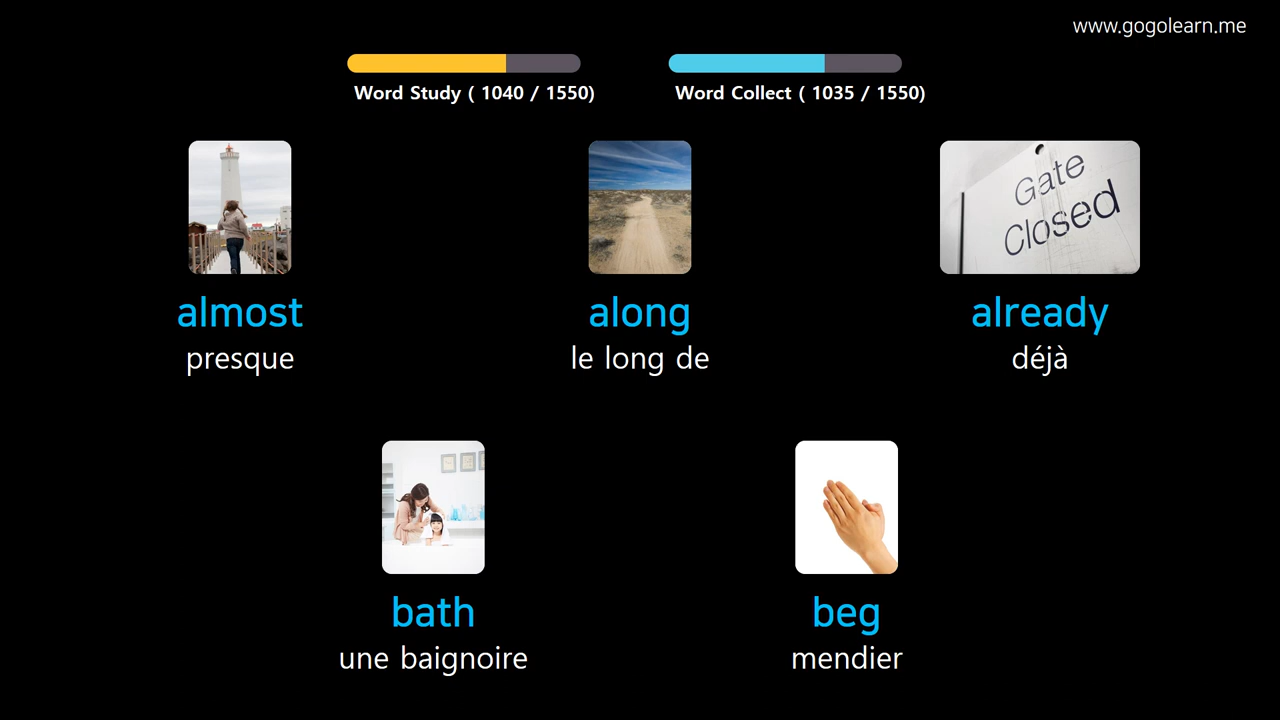 www.gogolearn.me
Word Study ( 1040 / 1550)
Word Collect ( 1035 / 1550)
Gate
Closed
almost
presque
along
le long de
already
déjà
bath
une baignoire
beg
mendier